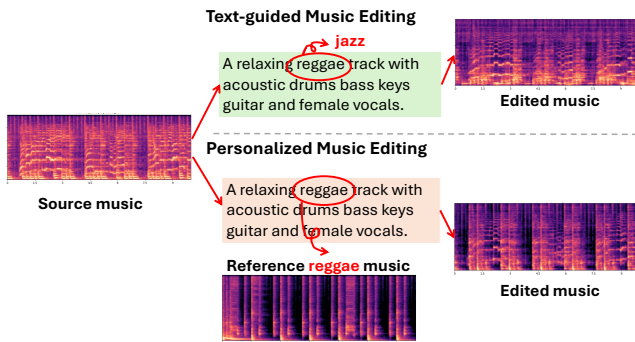 Text-guided Music Editing
jazz
A relaxing reggae track with
acoustic drums bass keys
guitar and female vocals.
Edited music
Source music
Personalized Music Editing
A relaxing reggae track with
acoustic drums bass keys
guitar and female vocals.
Reference reggae music
Edited music